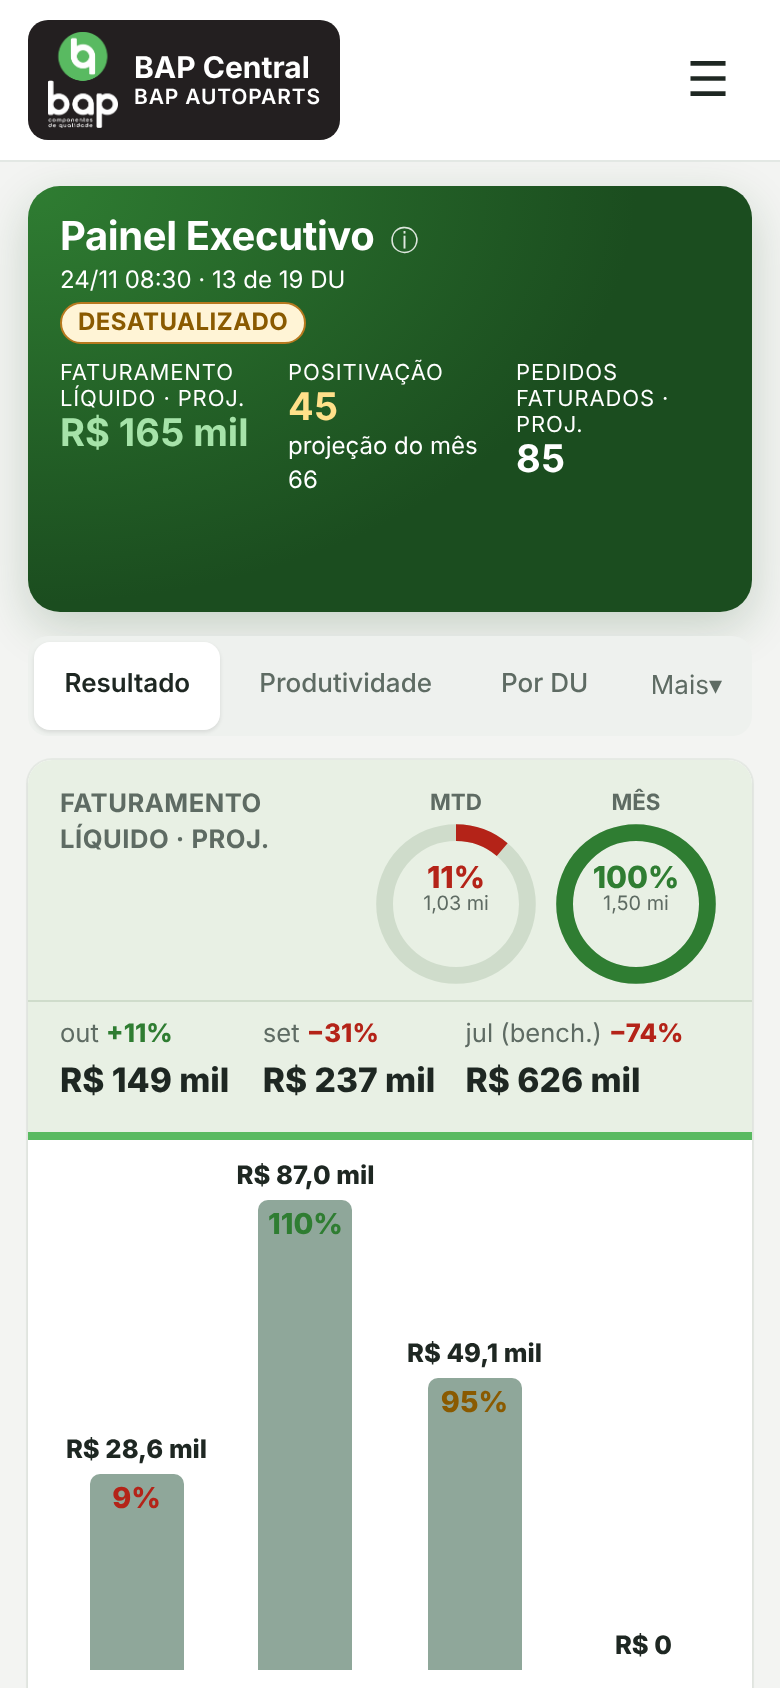 bap
componentes
de qualidade
BAP Central
BAP AUTOPARTS
☰
Painel Executivo ⓘ
24/11 08:30 · 13 de 19 DU
DESATUALIZADO
FATURAMENTO
LÍQUIDO · PROJ.
R$ 165 mil
POSITIVAÇÃO
45
projeção do mês
66
PEDIDOS
FATURADOS ·
PROJ.
85
Resultado
Produtividade
Por DU
Mais▾
FATURAMENTO
LÍQUIDO · PROJ.
MTD
11%
1,03 mi
MÊS
100%
1,50 mi
out +11%
R$ 149 mil
set −31%
R$ 237 mil
jul (bench.) −74%
R$ 626 mil
R$ 28,6 mil
9%
R$ 87,0 mil
110%
R$ 49,1 mil
95%
R$ 0